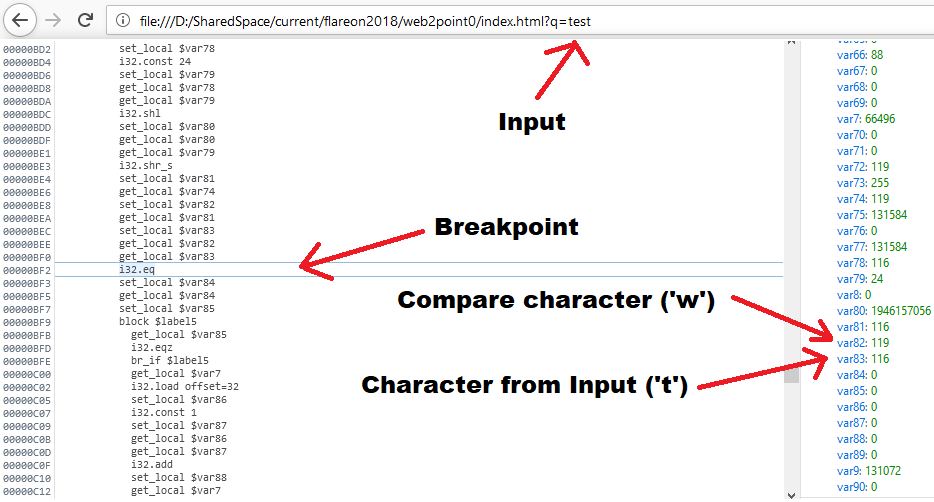 file:///D:/SharedSpace/current/flareon2018/web2point0/index.html?q=test
00000BD2 set_local $var78
00000BD4 i32.const 24
00000BD6 set_local $var79
00000BD8 get_local $var78
00000BDA get_local $var79
00000BDC i32.shl
00000BDD set_local $var80
00000BDF get_local $var80
00000BE1 get_local $var79
00000BE3 i32.shr_s
00000BE4 set_local $var81
00000BE6 get_local $var74
00000BE8 set_local $var82
00000BEA get_local $var81
00000BEC set_local $var83
00000BEE get_local $var82
00000BF0 get_local $var83
00000BF2 i32.eq
00000BF3 set_local $var84
00000BF5 get_local $var84
00000BF7 set_local $var85
00000BF9 block $label5
00000BFB get_local $var85
00000BFD i32.eqz
00000BFE br_if $label5
00000C00 get_local $var7
00000C02 i32.load offset=32
00000C05 set_local $var86
00000C07 i32.const 1
00000C09 set_local $var87
00000C0B get_local $var86
00000C0D get_local $var87
00000C0F i32.add
00000C10 set_local $var88
00000C12 get_local $var7
Input
Breakpoint
Compare character ('w')
Character from Input ('t')
var66: 88
var67: 0
var68: 0
var69: 0
var7: 66496
var70: 0
var71: 0
var72: 119
var73: 255
var74: 119
var75: 131584
var76: 0
var77: 131584
var78: 116
var79: 24
var8: 0
var80: 1946157056
var81: 116
var82: 119
var83: 116
var84: 0
var85: 0
var86: 0
var87: 0
var88: 0
var89: 0
var9: 131072
var90: 0